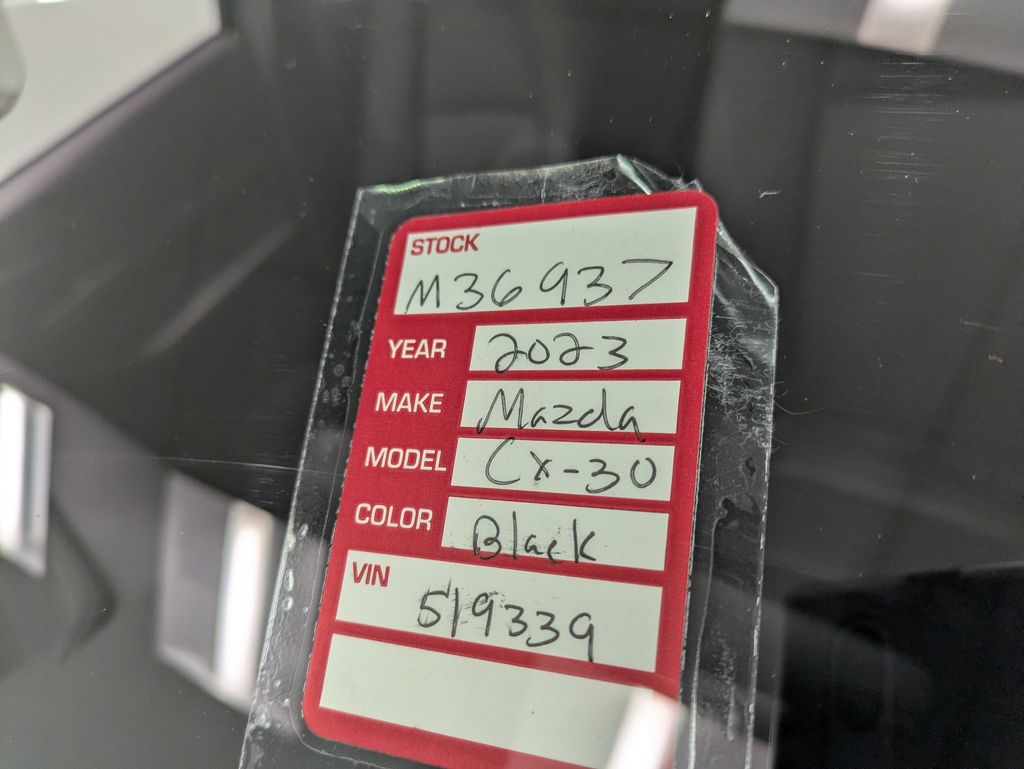 STOCK
M36937
YEAR 2023
MAKE Mazda
MODEL Cx-30
COLOR Black
VIN
519339